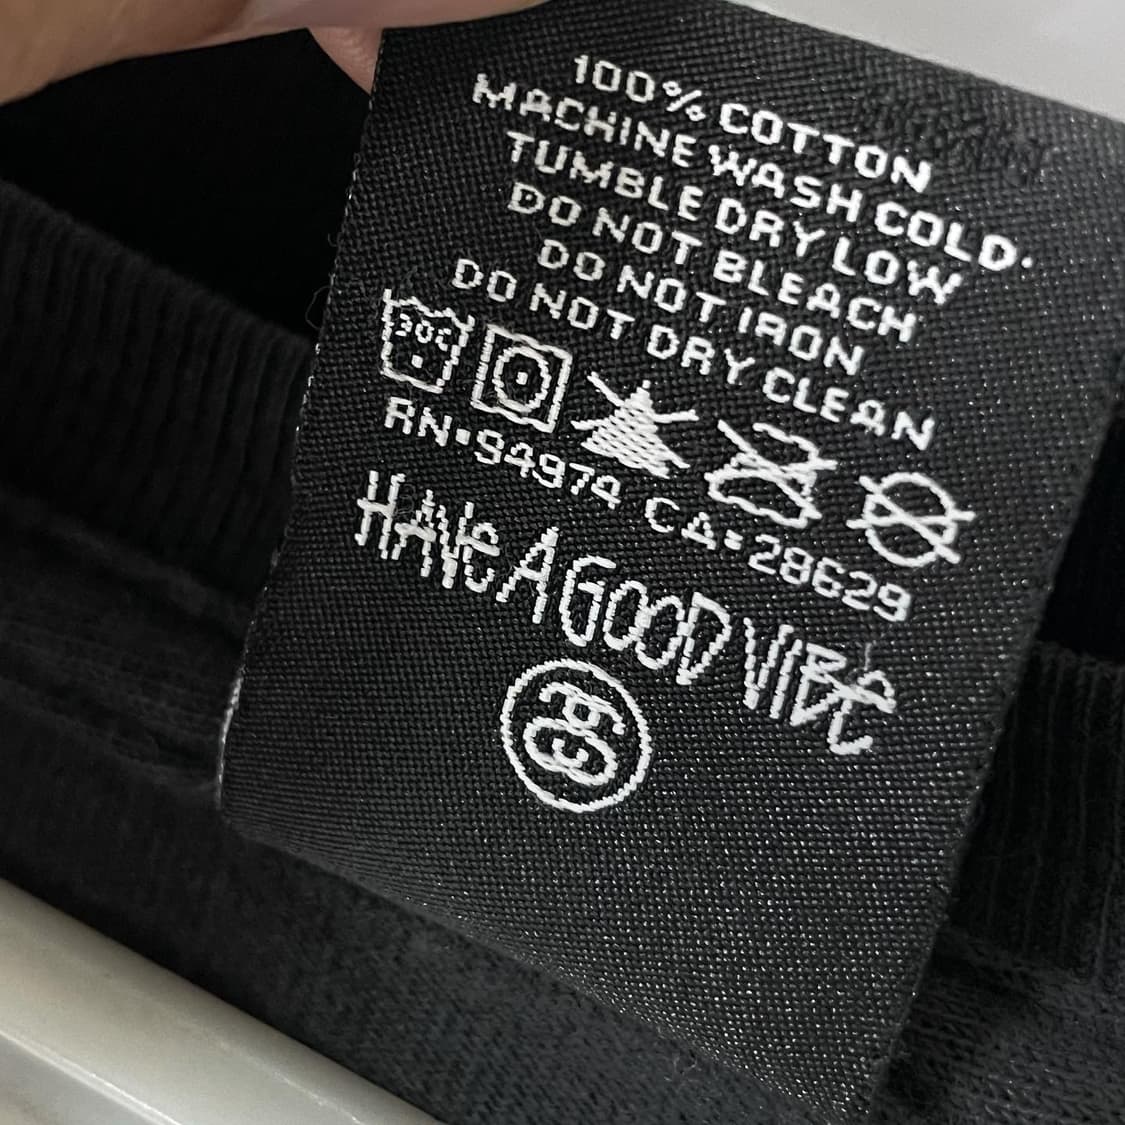 100% COTTON
MACHINE WASH COLD.
TUMBLE DRY LOW
DO NOT BLEACH
DO NOT IRON
DO NOT DRY CLEAN
30C
RN•94974 CA•28629
HAVE A GOOD VIBE